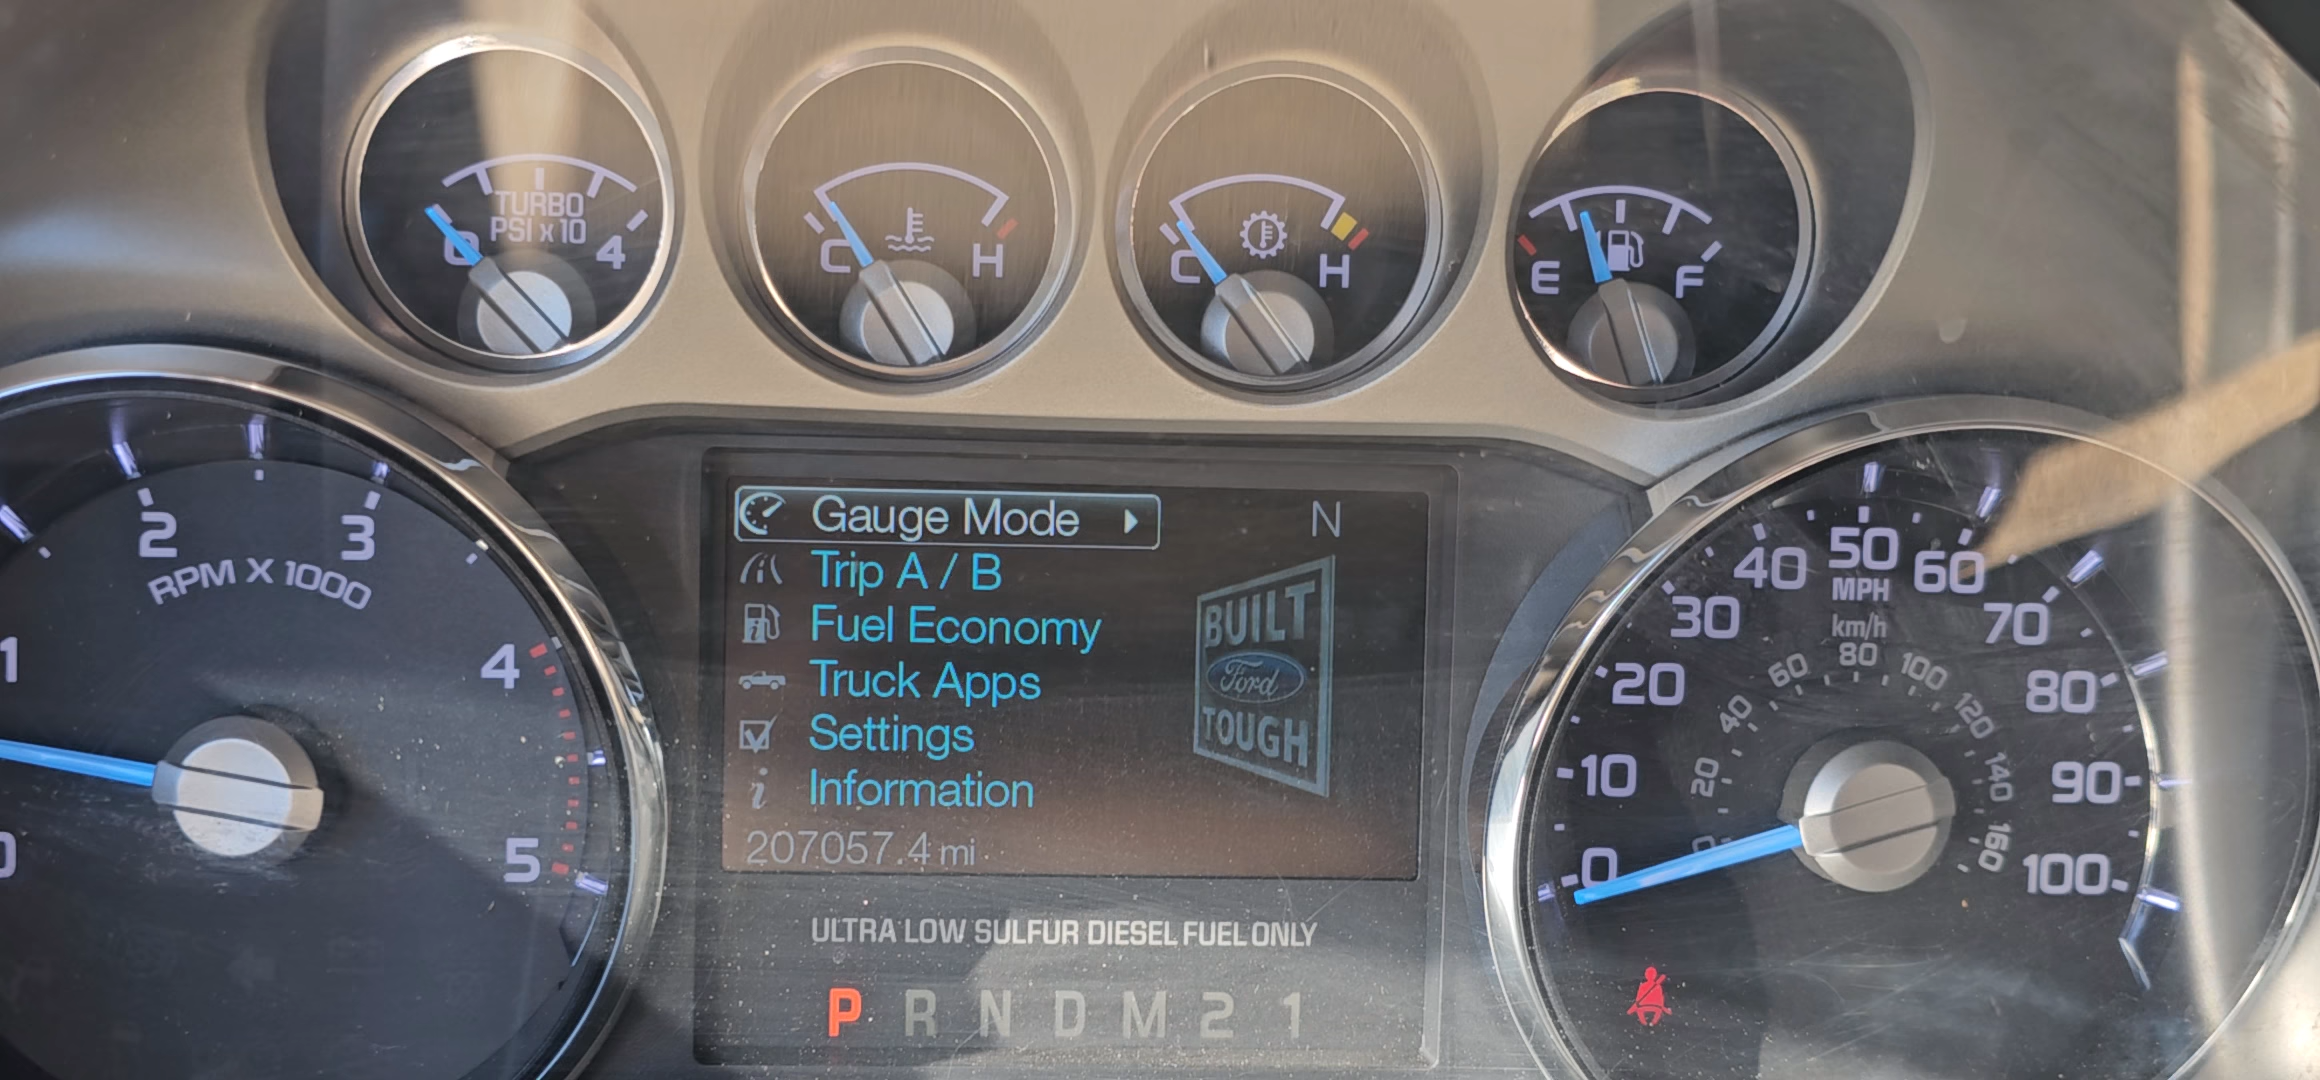 TURBO
PSI x 10
0
4
C
H
C
H
E
F
0
1
2
3
4
5
RPM X 1000
Gauge Mode
N
Trip A / B
Fuel Economy
Truck Apps
Settings
Information
207057.4 mi
BUILT
Ford
TOUGH
ULTRA LOW SULFUR DIESEL FUEL ONLY
P R N D M 2 1
0
10
20
30
40
50
60
70
80
90
100
MPH
km/h
0
20
40
60
80
100
120
140
160